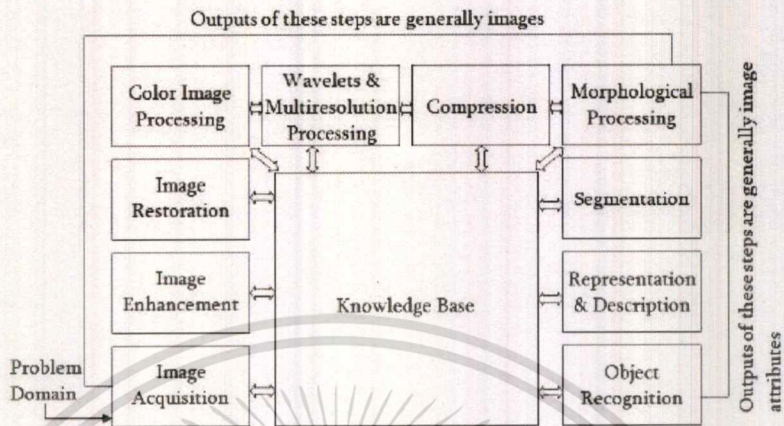 Outputs of these steps are generally images
Color Image
Processing
Wavelets &
Multiresolution
Processing
Compression
Morphological
Processing
Image
Restoration
Segmentation
Image
Enhancement
Knowledge Base
Representation
& Description
Problem
Domain
Image
Acquisition
Object
Recognition
Outputs of these steps are generally image
attributes